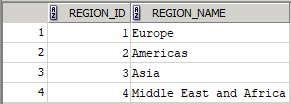 REGION_ID REGION_NAME
1 1 Europe
2 2 Americas
3 3 Asia
4 4 Middle East and Africa